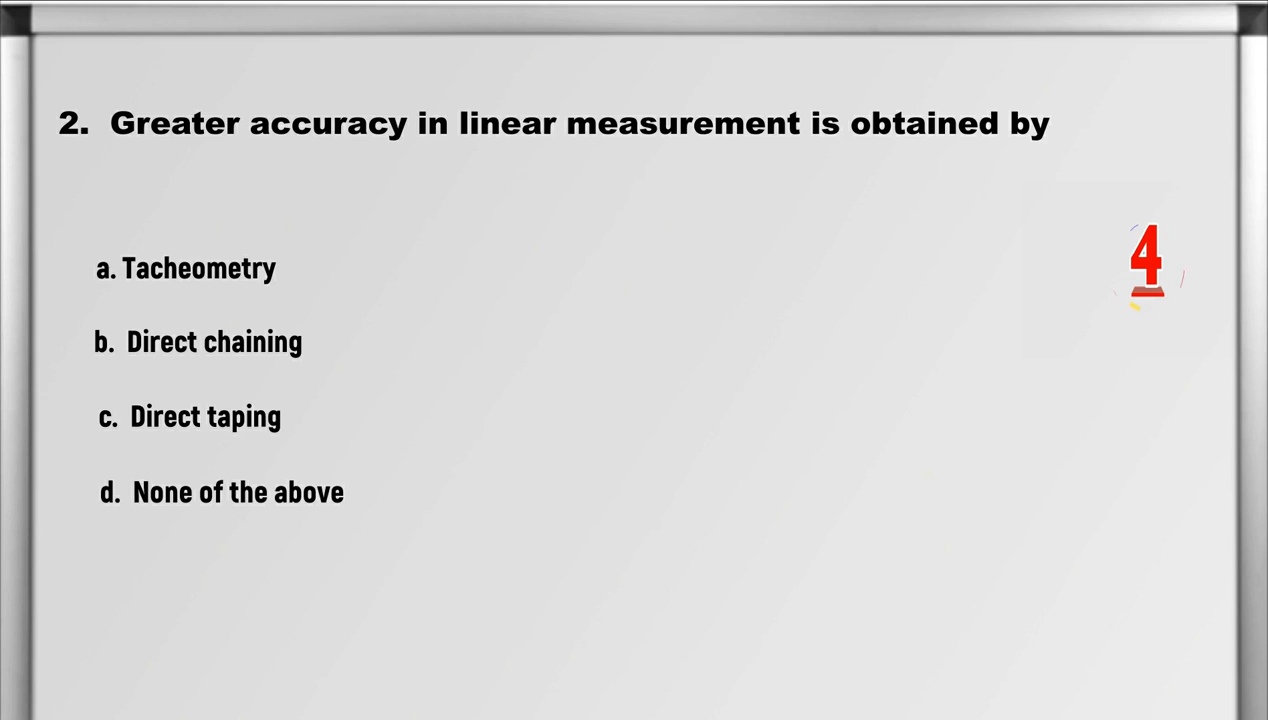 2. Greater accuracy in linear measurement is obtained by
a. Tacheometry
4
b. Direct chaining
c. Direct taping
d. None of the above